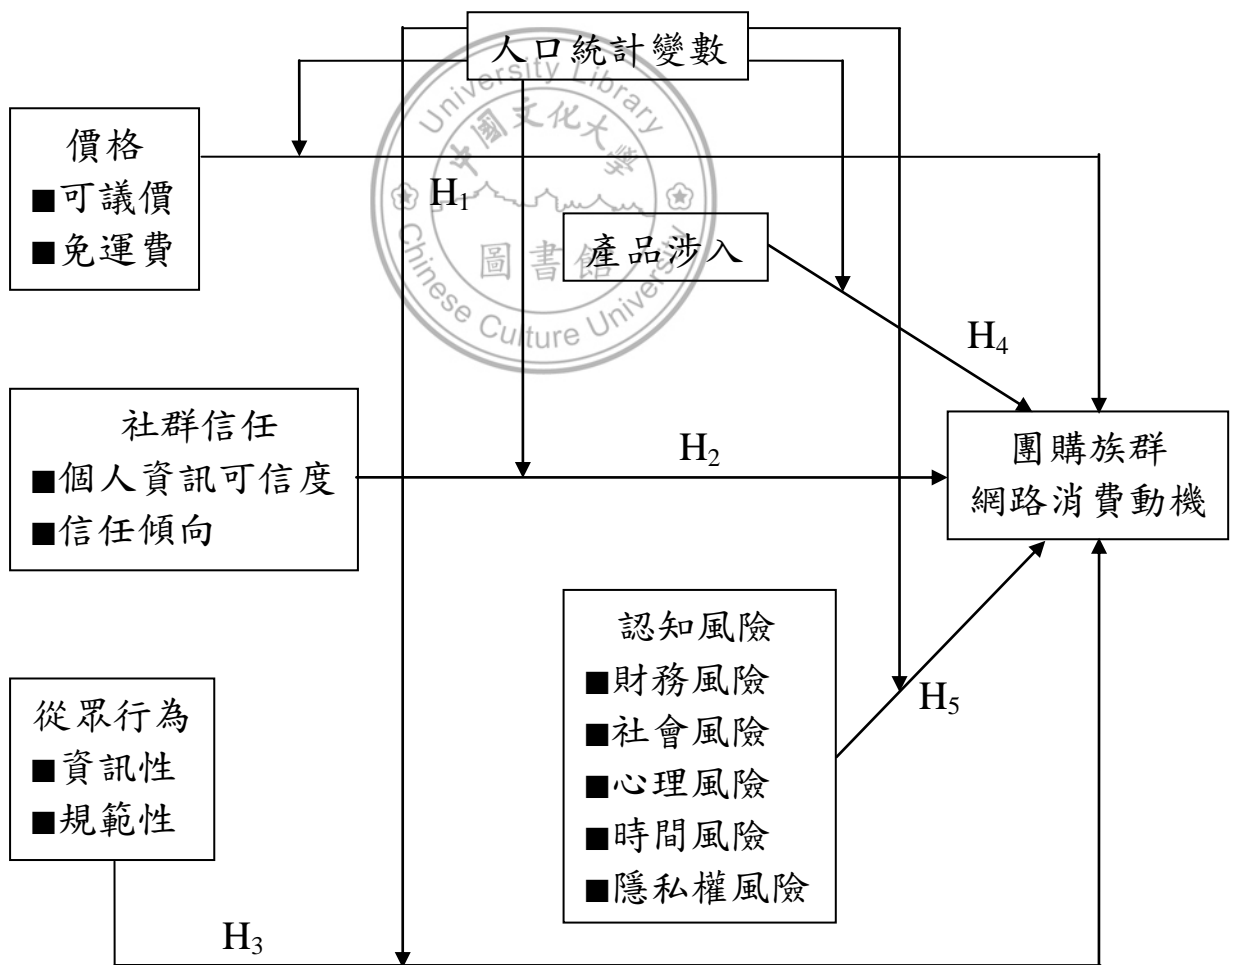 人口統計變數
University Library
中國文化大學
圖書館
Chinese Culture University
價格
■可議價
■免運費
H₁
產品涉入
H₄
社群信任
■個人資訊可信度
■信任傾向
H₂
團購族群
網路消費動機
認知風險
■財務風險
■社會風險
■心理風險
■時間風險
■隱私權風險
H₅
從眾行為
■資訊性
■規範性
H₃